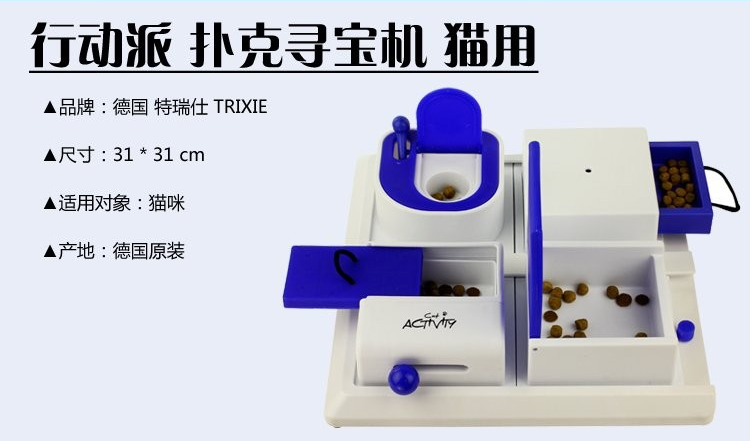 行动派 扑克寻宝机 猫用
▲品牌：德国 特瑞仕 TRIXIE
▲尺寸：31 * 31 cm
▲适用对象：猫咪
▲产地：德国原装
Cat
ACTIVITY